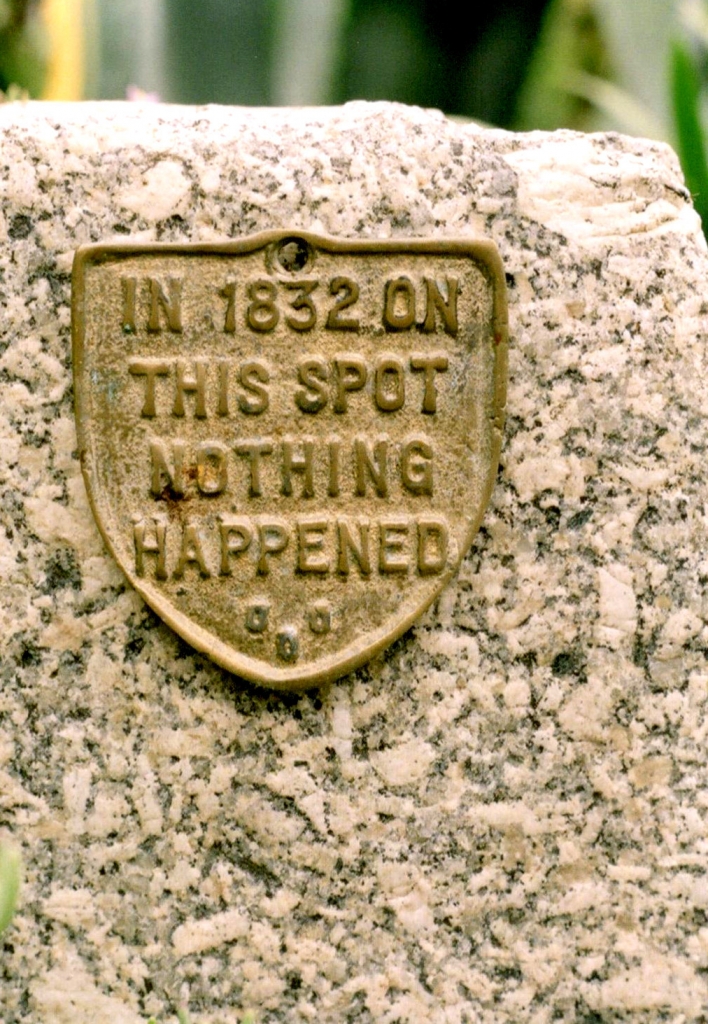 IN 1832 ON
THIS SPOT
NOTHING
HAPPENED